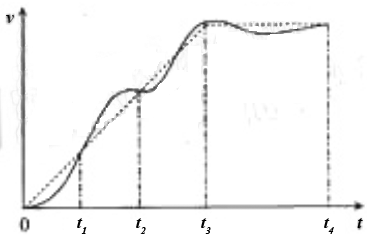 v
0 t₁ t₂ t₃ t₄ t